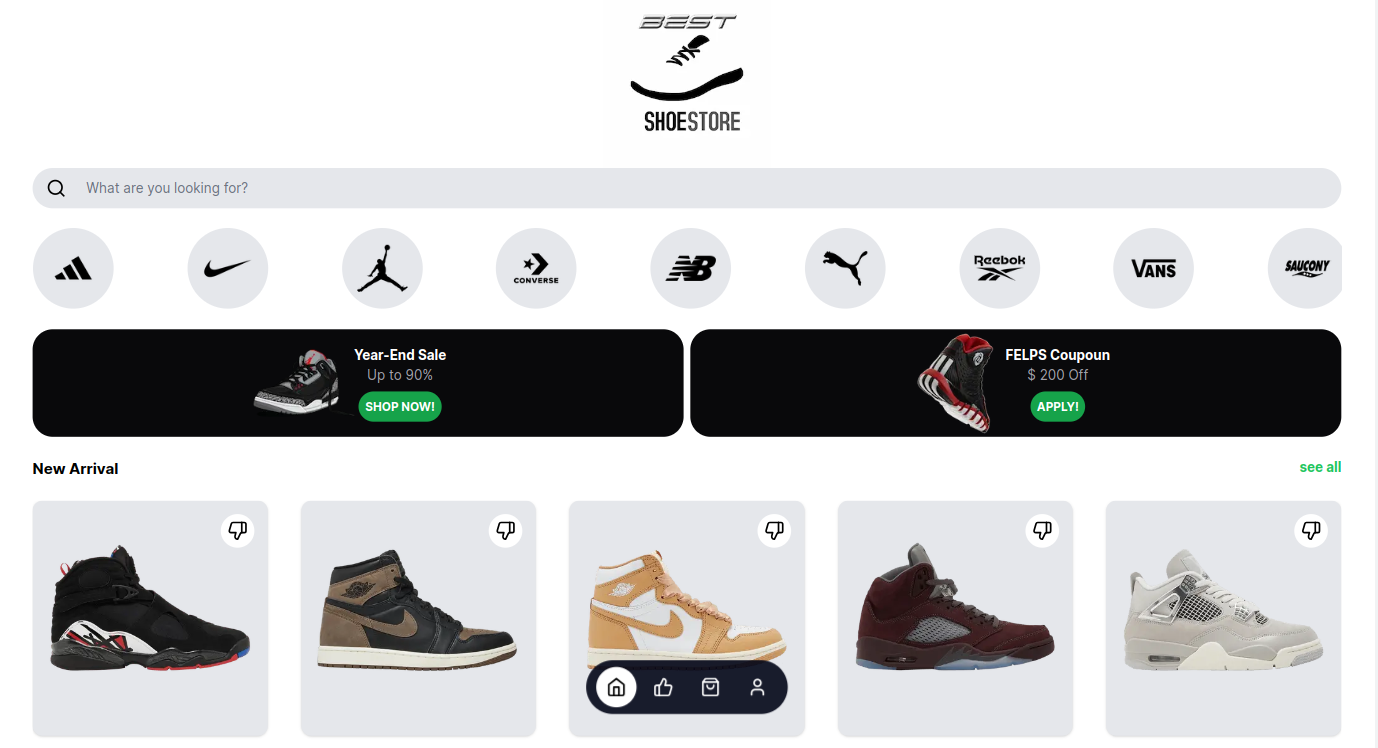 BEST
SHOESTORE
What are you looking for?
CONVERSE
NB
Reebok
VANS
SAUCONY
Year-End Sale
Up to 90%
SHOP NOW!
FELPS Coupoun
$ 200 Off
APPLY!
New Arrival
see all